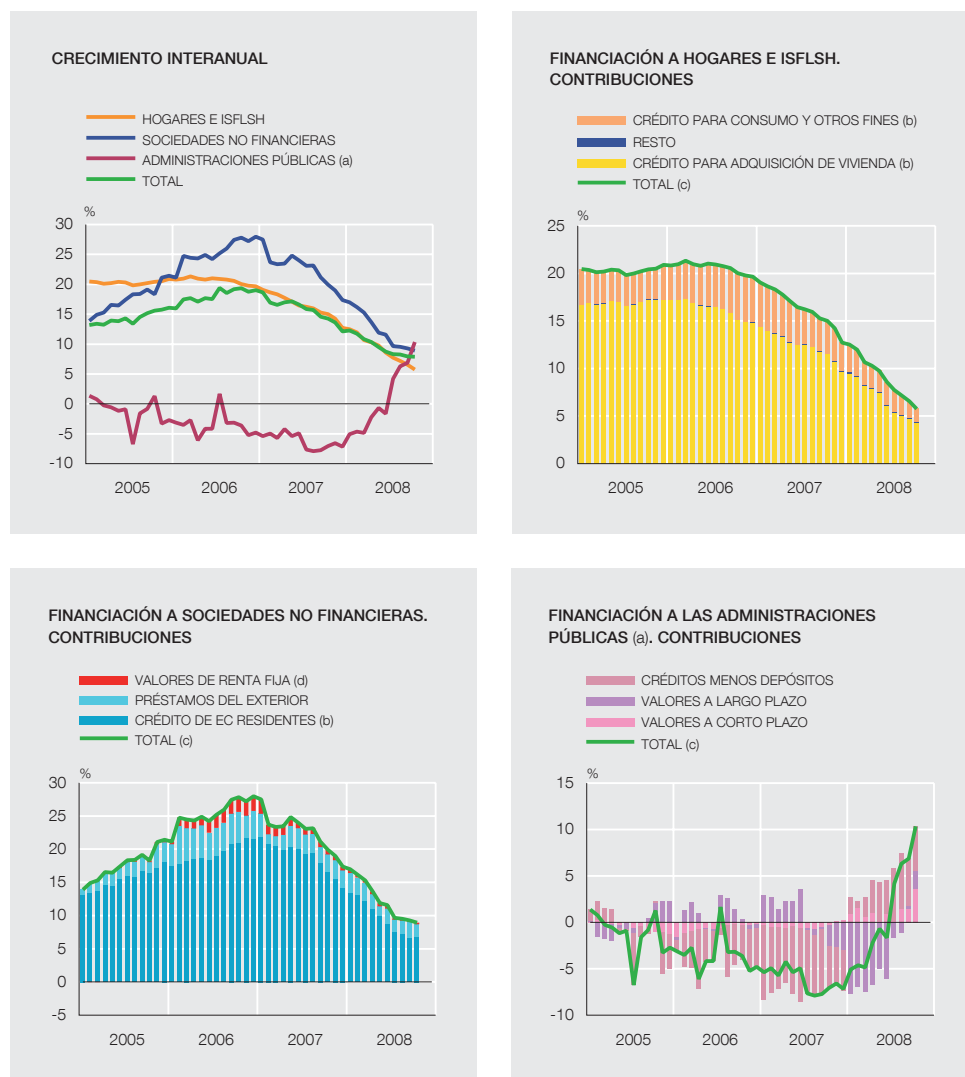 CRECIMIENTO INTERANUAL
HOGARES E ISFLSH
SOCIEDADES NO FINANCIERAS
ADMINISTRACIONES PÚBLICAS (a)
TOTAL
%
30
25
20
15
10
5
0
-5
-10
2005 2006 2007 2008
FINANCIACIÓN A HOGARES E ISFLSH.
CONTRIBUCIONES
CRÉDITO PARA CONSUMO Y OTROS FINES (b)
RESTO
CRÉDITO PARA ADQUISICIÓN DE VIVIENDA (b)
TOTAL (c)
%
25
20
15
10
5
0
2005 2006 2007 2008
FINANCIACIÓN A SOCIEDADES NO FINANCIERAS.
CONTRIBUCIONES
VALORES DE RENTA FIJA (d)
PRÉSTAMOS DEL EXTERIOR
CRÉDITO DE EC RESIDENTES (b)
TOTAL (c)
%
30
25
20
15
10
5
0
-5
2005 2006 2007 2008
FINANCIACIÓN A LAS ADMINISTRACIONES
PÚBLICAS (a). CONTRIBUCIONES
CRÉDITOS MENOS DEPÓSITOS
VALORES A LARGO PLAZO
VALORES A CORTO PLAZO
TOTAL (c)
%
15
10
5
0
-5
-10
2005 2006 2007 2008